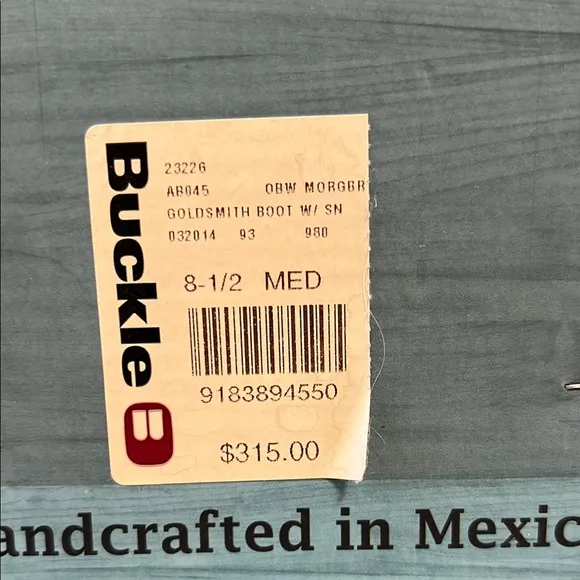 Buckle
23226
AB045 OBW MORGBR
GOLDSMITH BOOT W/ SN
032014 93 980
8-1/2 MED
9183894550
$315.00
andcrafted in Mexic